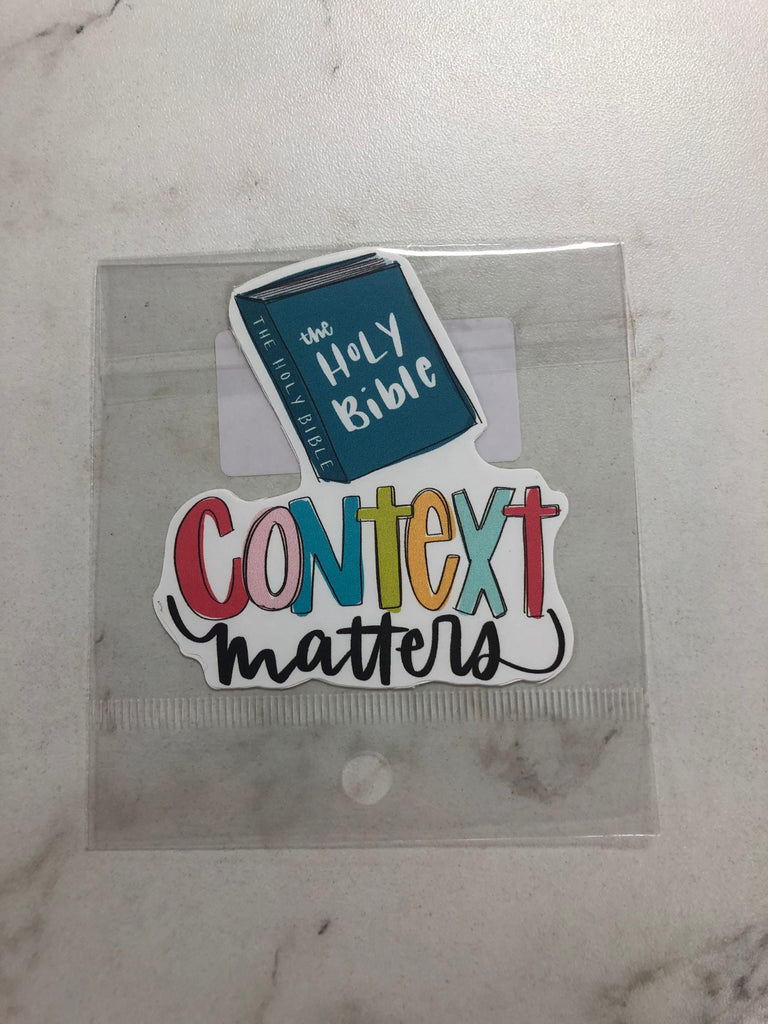 the
HOLY
Bible
THE HOLY BIBLE
CONTEXT
matters